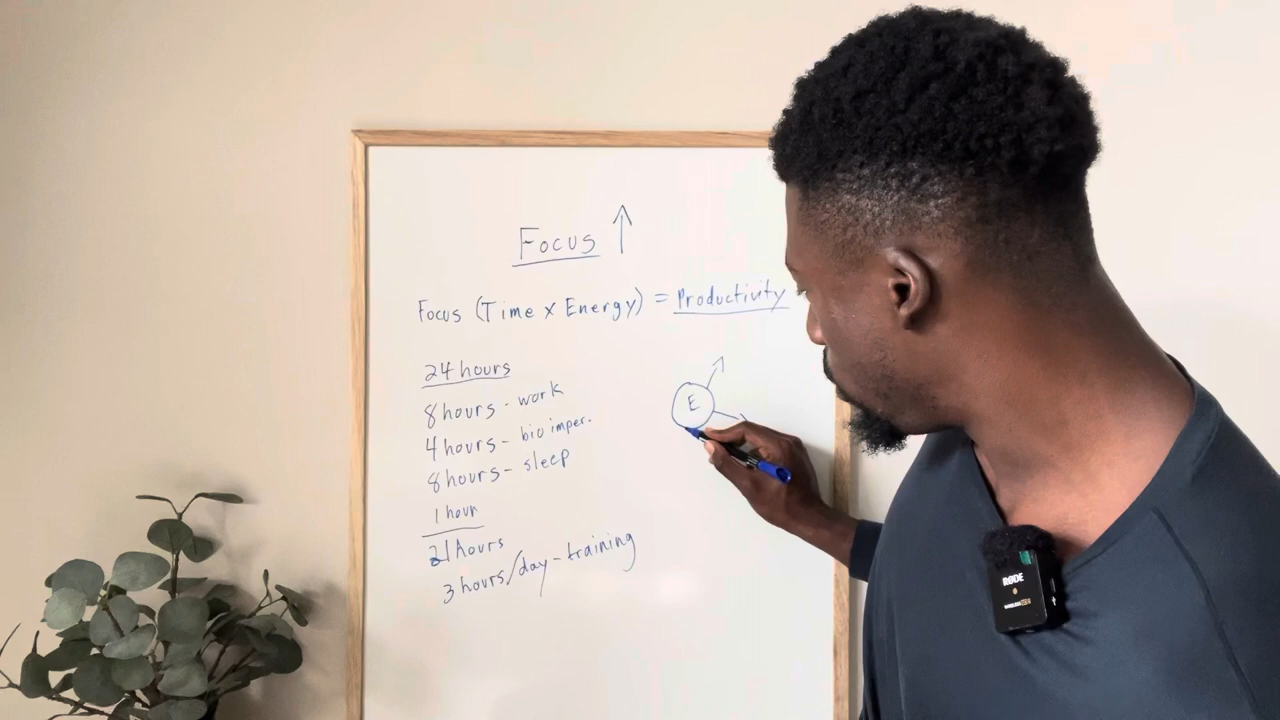 Focus ↑
Focus (Time x Energy) = Productivity
24 hours
8 hours - work
4 hours - bio imper.
8 hours - sleep
1 hour
21 hours
3 hours/day - training
E
RØDE